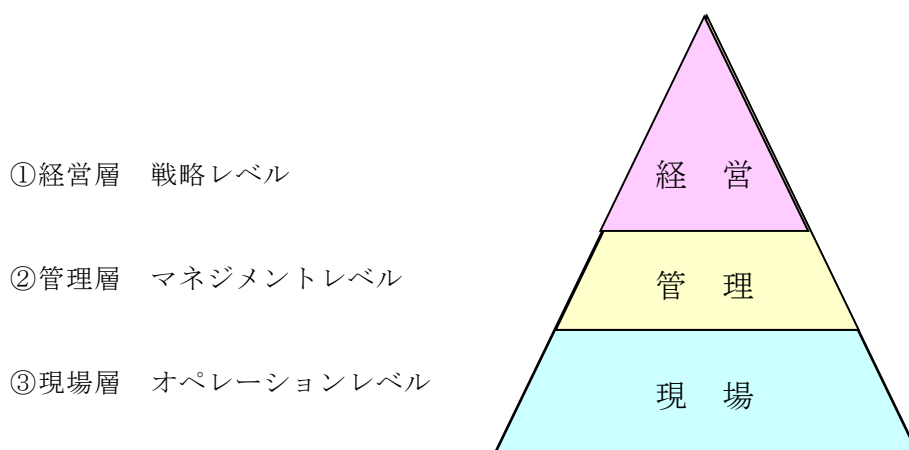 ①経営層　戦略レベル
経　営
②管理層　マネジメントレベル
管　理
③現場層　オペレーションレベル
現　場